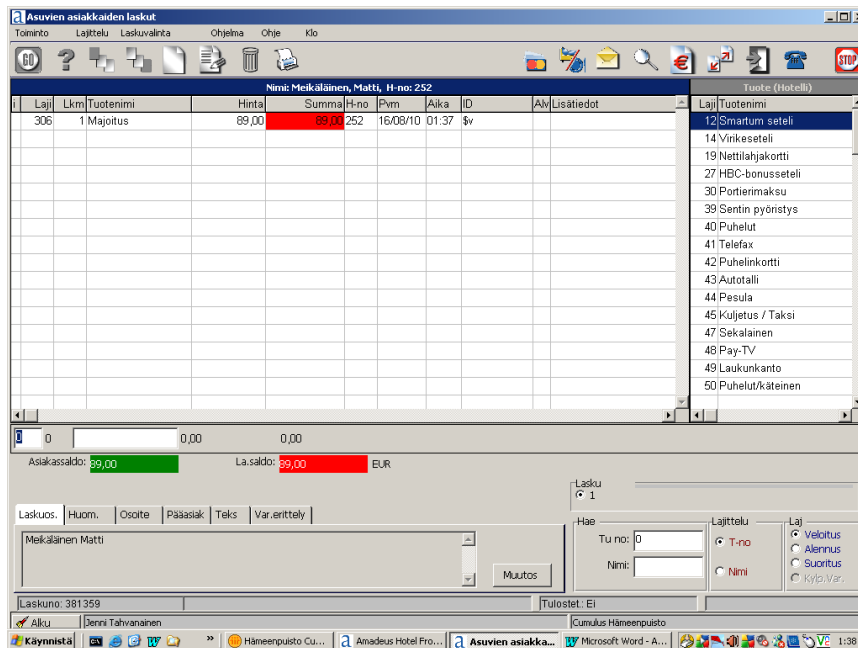 Asuvien asiakkaiden laskut
Toiminto Lajittelu Laskuvalinta Ohjelma Ohje Klo
GO STOP
Nimi: Meikäläinen, Matti, H-no: 252 Tuote (Hotelli)
i Laji Lkm Tuotenimi Hinta Summa H-no Pvm Aika ID Alv Lisätiedot Laji Tuotenimi
306 1 Majoitus 89,00 89,00 252 16/08/10 01:37 $v 12 Smartum seteli
14 Virikeseteli
19 Nettilahjakortti
27 HBC-bonusseteli
30 Portierimaksu
39 Sentin pyöristys
40 Puhelut
41 Telefax
42 Puhelinkortti
43 Autotalli
44 Pesula
45 Kuljetus / Taksi
47 Sekalainen
48 Pay-TV
49 Laukunkanto
50 Puhelut/käteinen
0 0 0,00 0,00
Asiakassaldo: 89,00 La.saldo: 89,00 EUR
Lasku
1
Laskuos. Huom. Osoite Pääasiak Teks Var.erittely
Hae Lajittelu Laj
Meikäläinen Matti Tu no: 0 T-no Veloitus
Alennus
Nimi: Nimi Suoritus
Muutos Kylp.Var.
Laskuno: 381359 Tulostet.: Ei
Alku Jenni Tahvanainen Cumulus Hämeenpuisto
Käynnistä » Hämeenpuisto Cu... Amadeus Hotel Fro... Asuvien asiakka... Microsoft Word - A... 1:38